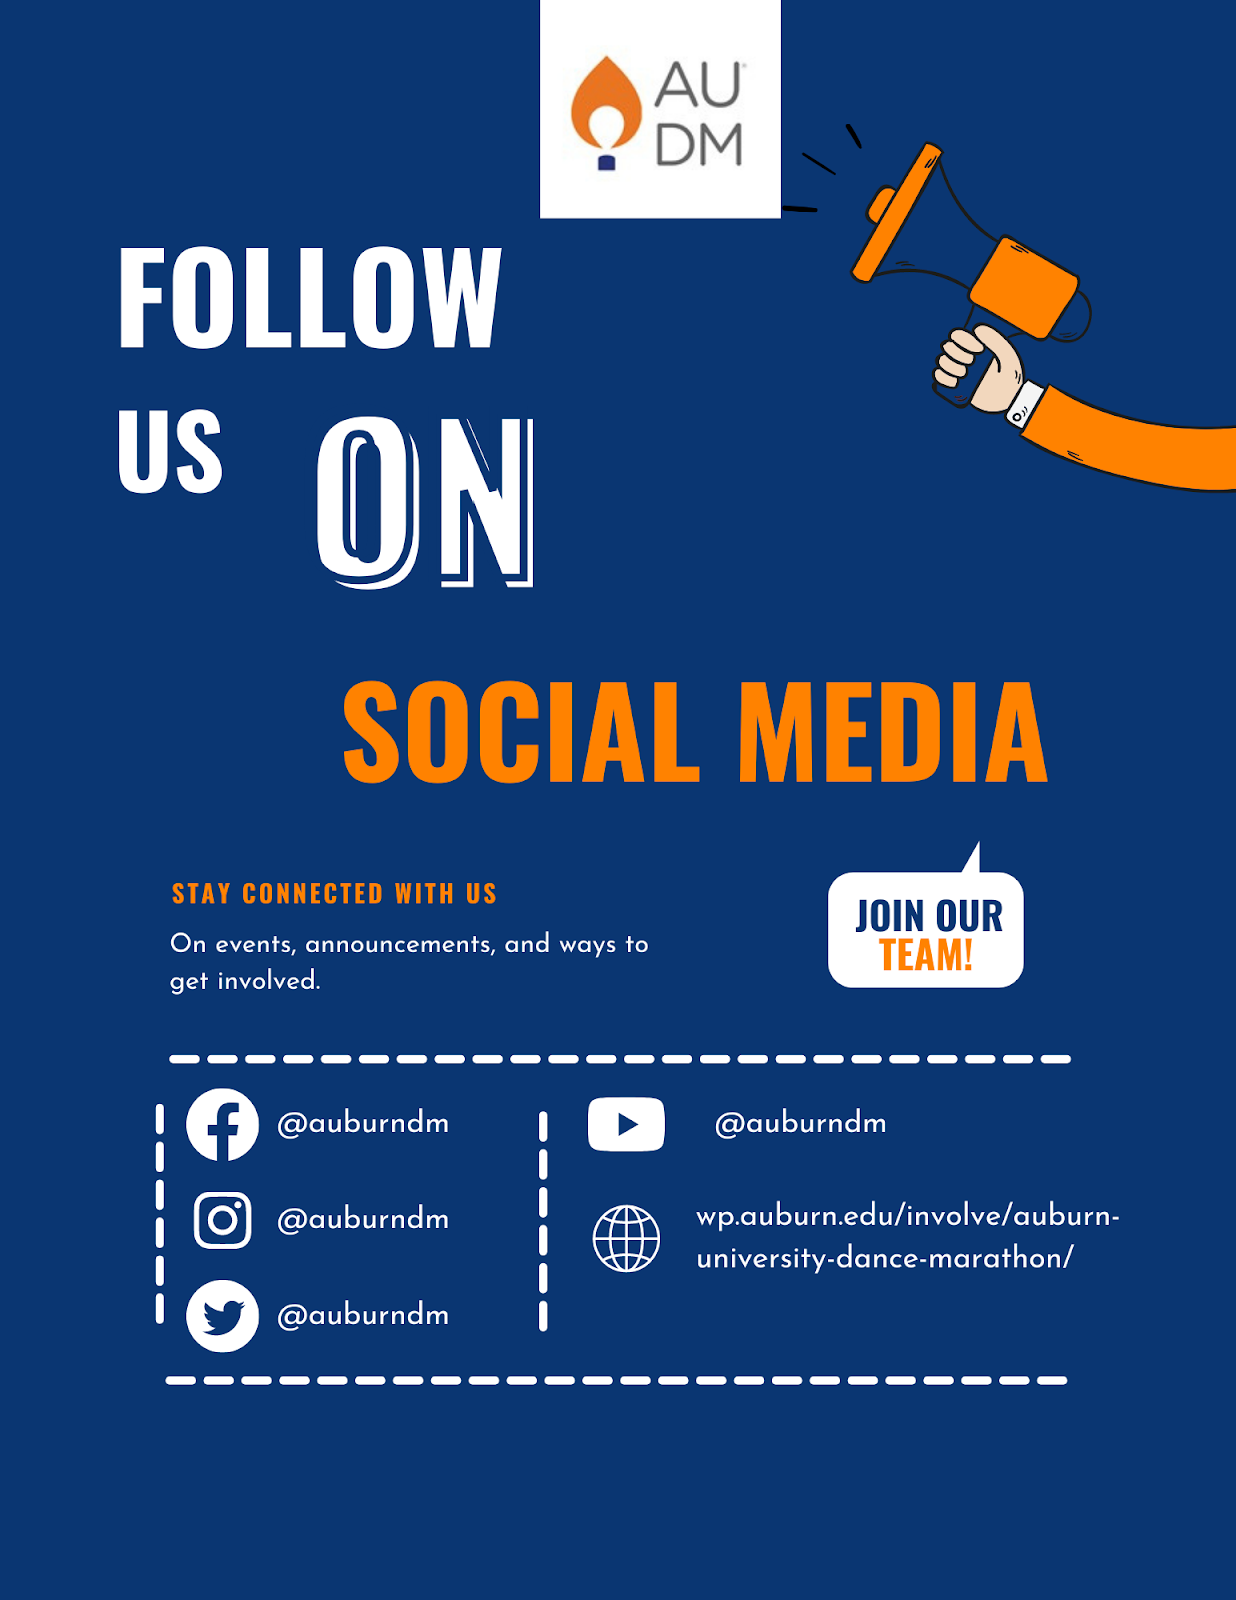 AU
DM
FOLLOW
US
ON
SOCIAL MEDIA
STAY CONNECTED WITH US
On events, announcements, and ways to
get involved.
JOIN OUR
TEAM!
@auburndm
@auburndm
@auburndm
@auburndm
wp.auburn.edu/involve/auburn-
university-dance-marathon/